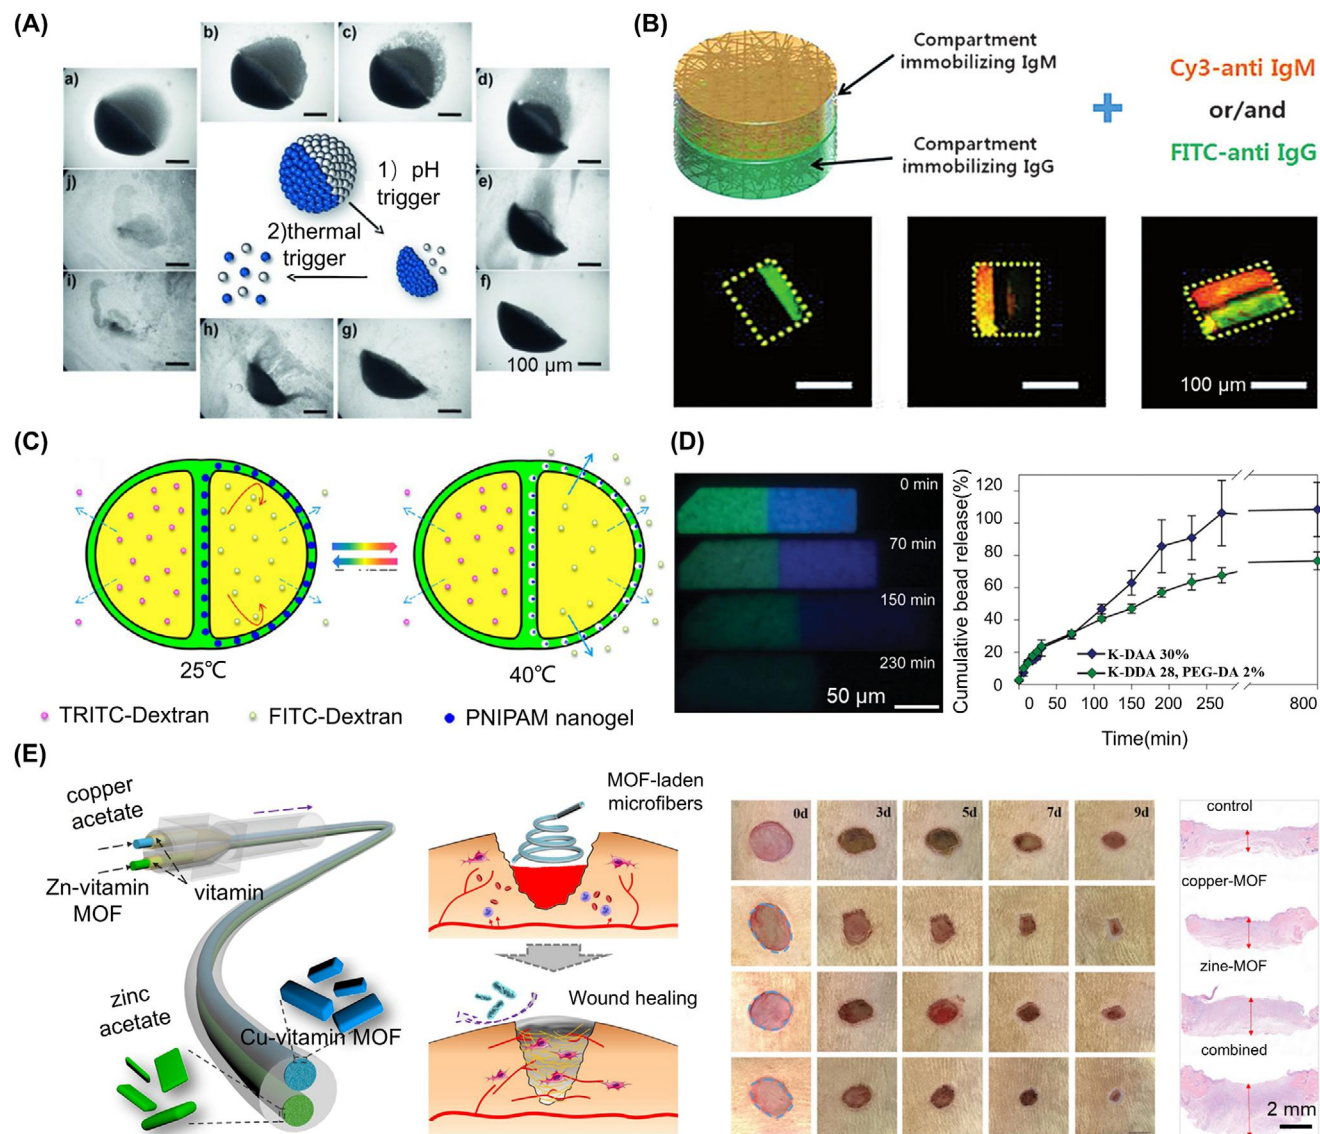 (A)
b)
c)
a)
d)
j)
e)
i)
f)
h)
g)
1) pH
trigger
2)thermal
trigger
100 µm
(B)
Compartment
immobilizing IgM
Compartment
immobilizing IgG
Cy3-anti IgM
or/and
FITC-anti IgG
100 µm
(C)
25℃
40℃
TRITC-Dextran
FITC-Dextran
PNIPAM nanogel
(D)
0 min
70 min
150 min
230 min
50 µm
Cumulative bead release(%)
120
100
80
60
40
20
0
K-DAA 30%
K-DDA 28, PEG-DA 2%
0 50 100 150 200 250 800
Time(min)
(E)
copper
acetate
Zn-vitamin
MOF
vitamin
zinc
acetate
Cu-vitamin MOF
MOF-laden
microfibers
Wound healing
0d
3d
5d
7d
9d
control
copper-MOF
zine-MOF
combined
2 mm